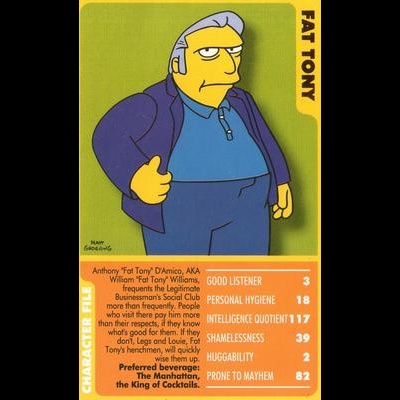 FAT TONY
MATT
GROENING
CHARACTER FILE
Anthony "Fat Tony" D'Amico, AKA
William "Fat Tony" Williams,
frequents the Legitimate
Businessman's Social Club
more than frequently. People
who visit there pay him more
than their respects, if they know
what's good for them. If they
don't, Legs and Louie, Fat
Tony's henchmen, will quickly
wise them up.
Preferred beverage:
The Manhattan,
the King of Cocktails.
GOOD LISTENER 3
PERSONAL HYGIENE 18
INTELLIGENCE QUOTIENT 117
SHAMELESSNESS 39
HUGGABILITY 2
PRONE TO MAYHEM 82